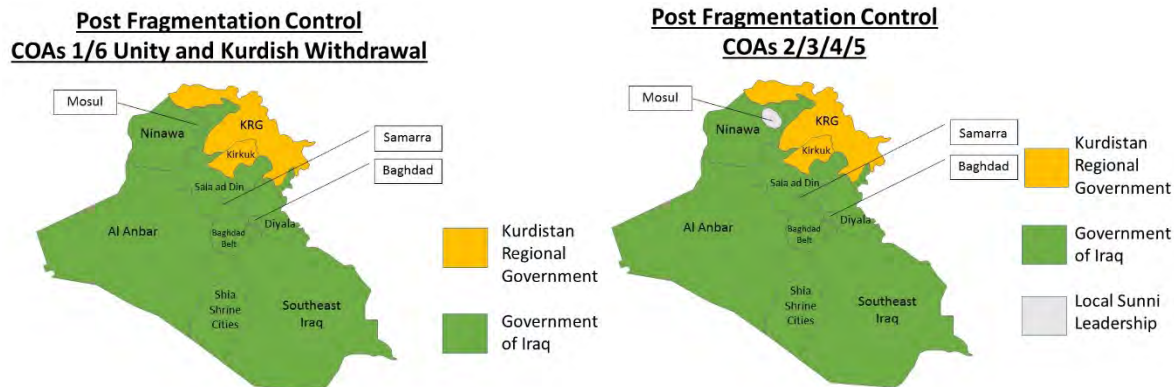 Post Fragmentation Control
COAs 1/6 Unity and Kurdish Withdrawal
Mosul
Ninawa
KRG
Kirkuk
Samarra
Baghdad
Sala ad Din
Al Anbar
Baghdad
Belt
Diyala
Shia
Shrine
Cities
Southeast
Iraq
Kurdistan
Regional
Government
Government
of Iraq
Post Fragmentation Control
COAs 2/3/4/5
Mosul
Ninawa
KRG
Kirkuk
Samarra
Baghdad
Sala ad Din
Al Anbar
Baghdad
Belt
Diyala
Shia
Shrine
Cities
Southeast
Iraq
Kurdistan
Regional
Government
Government
of Iraq
Local Sunni
Leadership